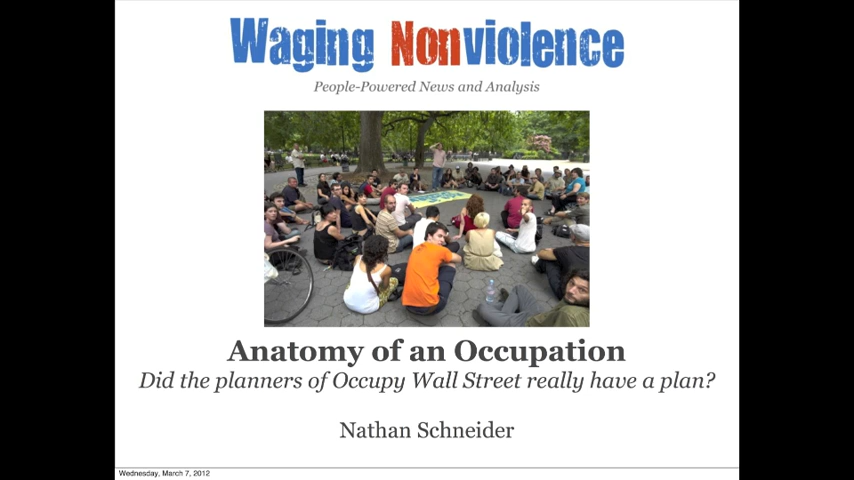 Waging Nonviolence
People-Powered News and Analysis
Anatomy of an Occupation
Did the planners of Occupy Wall Street really have a plan?
Nathan Schneider
Wednesday, March 7, 2012